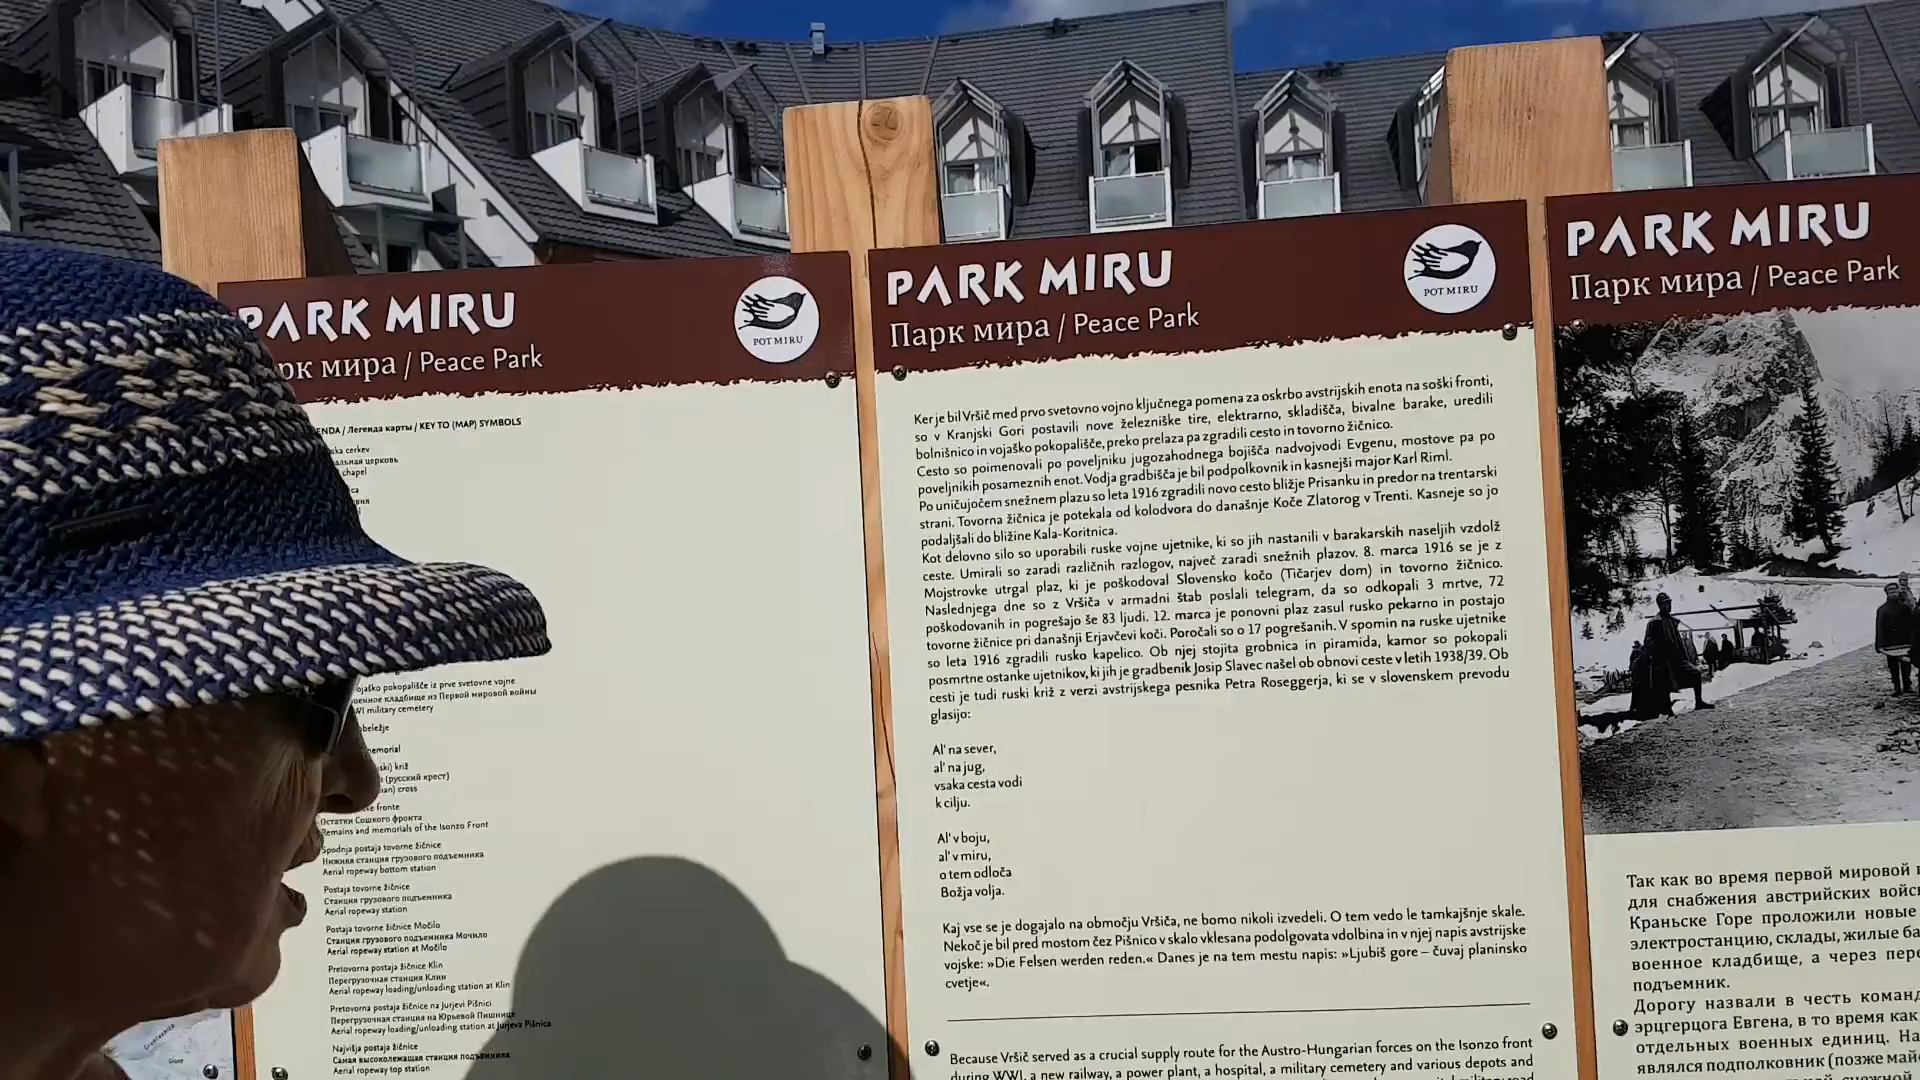 PARK MIRU
мира / Peace Park
POT MIRU
Легенда карты / KEY TO (MAP) SYMBOLS
cerkev
церковь
chapel
pokopališče iz prve svetovne vojne
кладбище из Первой мировой войны
military cemetery
križ
(русский крест)
cross
fronte
Остатки Сошкого фронта
Remains and memorials of the Isonzo Front
Spodnja postaja tovorne žičnice
Нижняя станция грузового подъемника
Aerial ropeway bottom station
Postaja tovorne žičnice
Станция грузового подъемника
Aerial ropeway station
Postaja tovorne žičnice Močilo
Станция грузового подъемника Мочило
Aerial ropeway station at Močilo
Pretovorna postaja žičnice Klin
Перегрузочная станция Клин
Aerial ropeway loading/unloading station at Klin
Pretovorna postaja žičnice na Jurjevi Pišnici
Перегрузочная станция на Юрьевой Пишнице
Aerial ropeway loading/unloading station at Jurjeva Pišnica
Najvišja postaja žičnice
Самая высоколежащая станция подъемника
Aerial ropeway top station
PARK MIRU
Парк мира / Peace Park
POT MIRU
Ker je bil Vršič med prvo svetovno vojno ključnega pomena za oskrbo avstrijskih enota na soški fronti,
so v Kranjski Gori postavili nove železniške tire, elektrarno, skladišča, bivalne barake, uredili
bolnišnico in vojaško pokopališče, preko prelaza pa zgradili cesto in tovorno žičnico.
Cesto so poimenovali po poveljniku jugozahodnega bojišča nadvojvodi Evgenu, mostove pa po
poveljnikih posameznih enot. Vodja gradbišča je bil podpolkovnik in kasnejši major Karl Riml.
Po uničujočem snežnem plazu so leta 1916 zgradili novo cesto bližje Prisanku in predor na trentarski
strani. Tovorna žičnica je potekala od kolodvora do današnje Koče Zlatorog v Trenti. Kasneje so jo
podaljšali do bližine Kala-Koritnica.
Kot delovno silo so uporabili ruske vojne ujetnike, ki so jih nastanili v barakarskih naseljih vzdolž
ceste. Umirali so zaradi različnih razlogov, največ zaradi snežnih plazov. 8. marca 1916 se je z
Mojstrovke utrgal plaz, ki je poškodoval Slovensko kočo (Tičarjev dom) in tovorno žičnico.
Naslednjega dne so z Vršiča v armadni štab poslali telegram, da so odkopali 3 mrtve, 72
poškodovanih in pogrešajo še 83 ljudi. 12. marca je ponovni plaz zasul rusko pekarno in postajo
tovorne žičnice pri današnji Erjavčevi koči. Poročali so o 17 pogrešanih. V spomin na ruske ujetnike
so leta 1916 zgradili rusko kapelico. Ob njej stojita grobnica in piramida, kamor so pokopali
posmrtne ostanke ujetnikov, ki jih je gradbenik Josip Slavec našel ob obnovi ceste v letih 1938/39. Ob
cesti je tudi ruski križ z verzi avstrijskega pesnika Petra Roseggerja, ki se v slovenskem prevodu
glasijo:
Al' na sever,
al' na jug,
vsaka cesta vodi
k cilju.
Al' v boju,
al' v miru,
o tem odloča
Božja volja.
Kaj vse se je dogajalo na območju Vršiča, ne bomo nikoli izvedeli. O tem vedo le tamkajšnje skale.
Nekoč je bil pred mostom čez Pišnico v skalo vklesana podolgovata vdolbina in v njej napis avstrijske
vojske: »Die Felsen werden reden.« Danes je na tem mestu napis: »Ljubiš gore – čuvaj planinsko
cvetje«.
Because Vršič served as a crucial supply route for the Austro-Hungarian forces on the Isonzo front
during WWI, a new railway, a power plant, a hospital, a military cemetery and various depots and
PARK MIRU
Парк мира / Peace Park
Так как во время первой мировой
для снабжения австрийских
Краньске Горе проложили новые
электростанцию, склады, жилые
военное кладбище, а через
подъемник.
Дорогу назвали в честь
эрцгерцога Евгена, в то время как
отдельных военных единиц.
являлся подполковник (позже